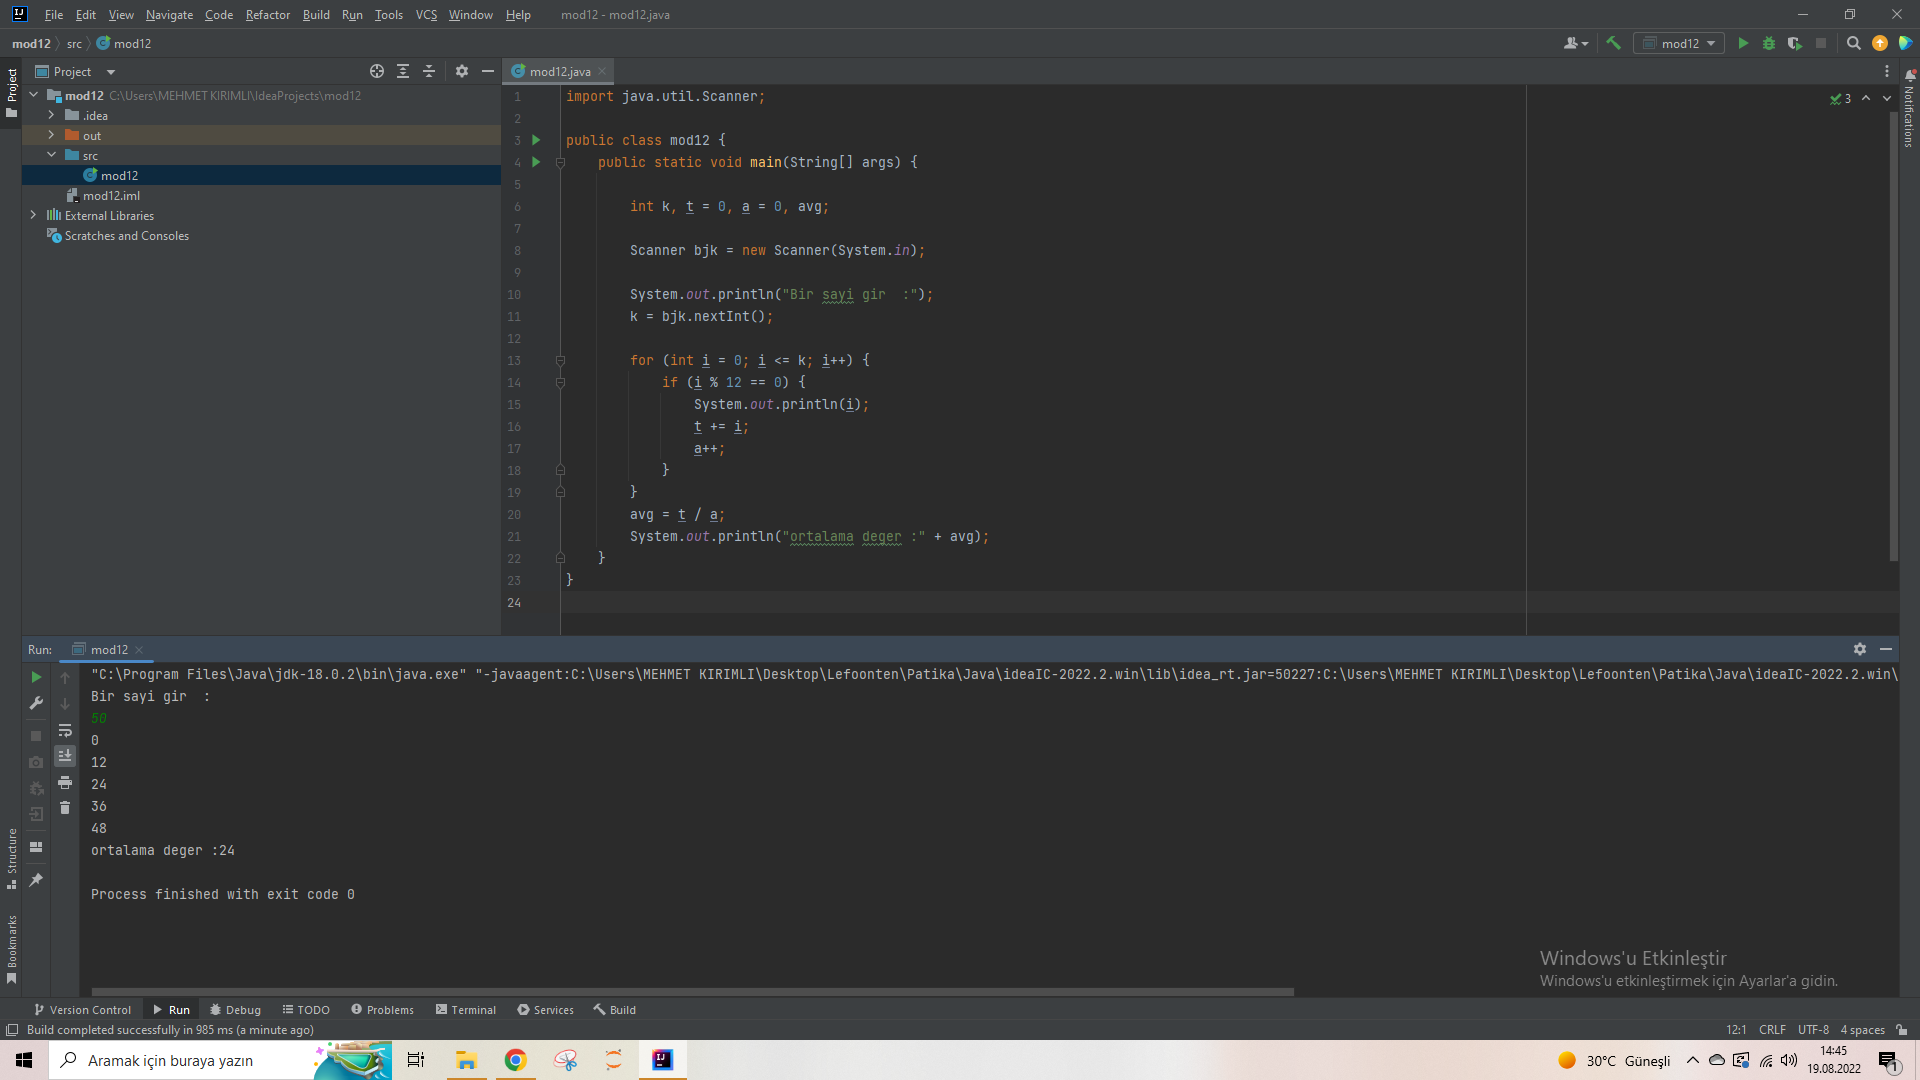 File Edit View Navigate Code Refactor Build Run Tools VCS Window Help mod12 - mod12.java
mod12 src mod12
mod12
Project
mod12.java
Project
Notifications
mod12 C:\Users\MEHMET KIRIMLI\IdeaProjects\mod12
.idea
out
src
mod12
mod12.iml
External Libraries
Scratches and Consoles
3
1 import java.util.Scanner;
2
3 public class mod12 {
4 public static void main(String[] args) {
5
6 int k, t = 0, a = 0, avg;
7
8 Scanner bjk = new Scanner(System.in);
9
10 System.out.println("Bir sayi gir  :");
11 k = bjk.nextInt();
12
13 for (int i = 0; i <= k; i++) {
14 if (i % 12 == 0) {
15 System.out.println(i);
16 t += i;
17 a++;
18 }
19 }
20 avg = t / a;
21 System.out.println("ortalama deger :" + avg);
22 }
23 }
24
Run: mod12
"C:\Program Files\Java\jdk-18.0.2\bin\java.exe" "-javaagent:C:\Users\MEHMET KIRIMLI\Desktop\Lefoonten\Patika\Java\ideaIC-2022.2.win\lib\idea_rt.jar=50227:C:\Users\MEHMET KIRIMLI\Desktop\Lefoonten\Patika\Java\ideaIC-2022.2.win\
Bir sayi gir  :
50
0
12
24
36
48
ortalama deger :24
Process finished with exit code 0
Structure
Bookmarks
Windows'u Etkinleştir
Windows'u etkinleştirmek için Ayarlar'a gidin.
Version Control Run Debug TODO Problems Terminal Services Build
Build completed successfully in 985 ms (a minute ago)
12:1 CRLF UTF-8 4 spaces
Aramak için buraya yazın
30°C Güneşli
14:45
19.08.2022
1